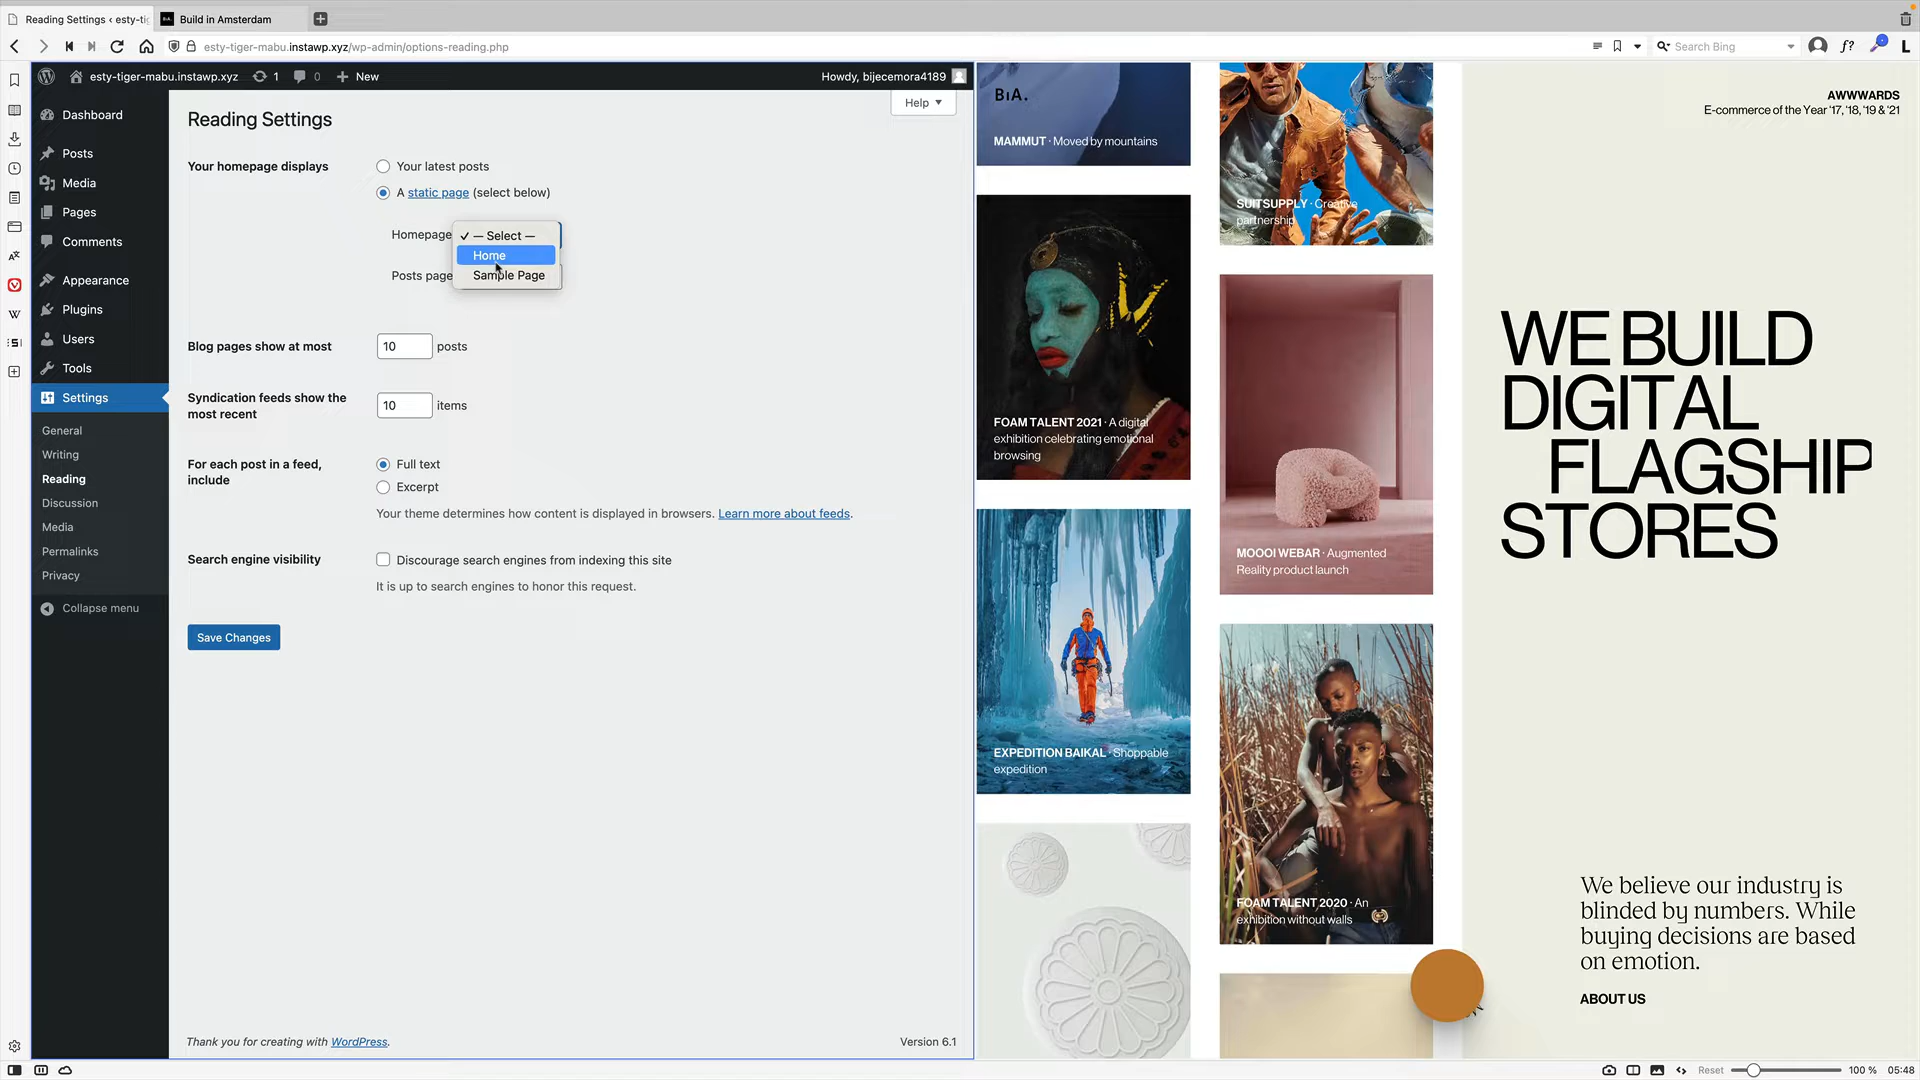 Reading Settings ‹ esty-tig
BiA.
Build in Amsterdam
esty-tiger-mabu.instawp.xyz/wp-admin/options-reading.php
Search Bing
f?
L
esty-tiger-mabu.instawp.xyz
1
0
New
Howdy, bijecemora4189
Dashboard
Posts
Media
Pages
Comments
Appearance
Plugins
Users
Tools
Settings
General
Writing
Reading
Discussion
Media
Permalinks
Privacy
Collapse menu
Help
Reading Settings
Your homepage displays
Your latest posts
A static page (select below)
Homepage
✓ — Select —
Home
Sample Page
Posts page
Blog pages show at most
10 posts
Syndication feeds show the
most recent
10 items
For each post in a feed,
include
Full text
Excerpt
Your theme determines how content is displayed in browsers. Learn more about feeds.
Search engine visibility
Discourage search engines from indexing this site
It is up to search engines to honor this request.
Save Changes
Thank you for creating with WordPress.
Version 6.1
BiA.
MAMMUT · Moved by mountains
FOAM TALENT 2021 · A digital
exhibition celebrating emotional
browsing
EXPEDITION BAIKAL · Shoppable
expedition
SUITSUPPLY · Creative
partnership
MOOOI WEBAR · Augmented
Reality product launch
FOAM TALENT 2020 · An
exhibition without walls
AWWWARDS
E-commerce of the Year '17, '18, '19 & '21
WE BUILD
DIGITAL
FLAGSHIP
STORES
We believe our industry is
blinded by numbers. While
buying decisions are based
on emotion.
ABOUT US
Reset
100 %
05:48